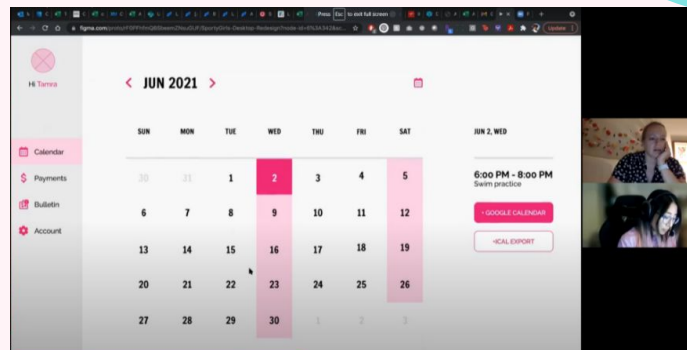 Press Esc to exit full screen
Update
Hi Tamra
< JUN 2021 >
SUN MON TUE WED THU FRI SAT
JUN 2, WED
Calendar
30 31 1 2 3 4 5
6:00 PM - 8:00 PM
Swim practice
$ Payments
Bulletin
6 7 8 9 10 11 12
+ GOOGLE CALENDAR
Account
+ICAL EXPORT
13 14 15 16 17 18 19
20 21 22 23 24 25 26
27 28 29 30 1 2 3